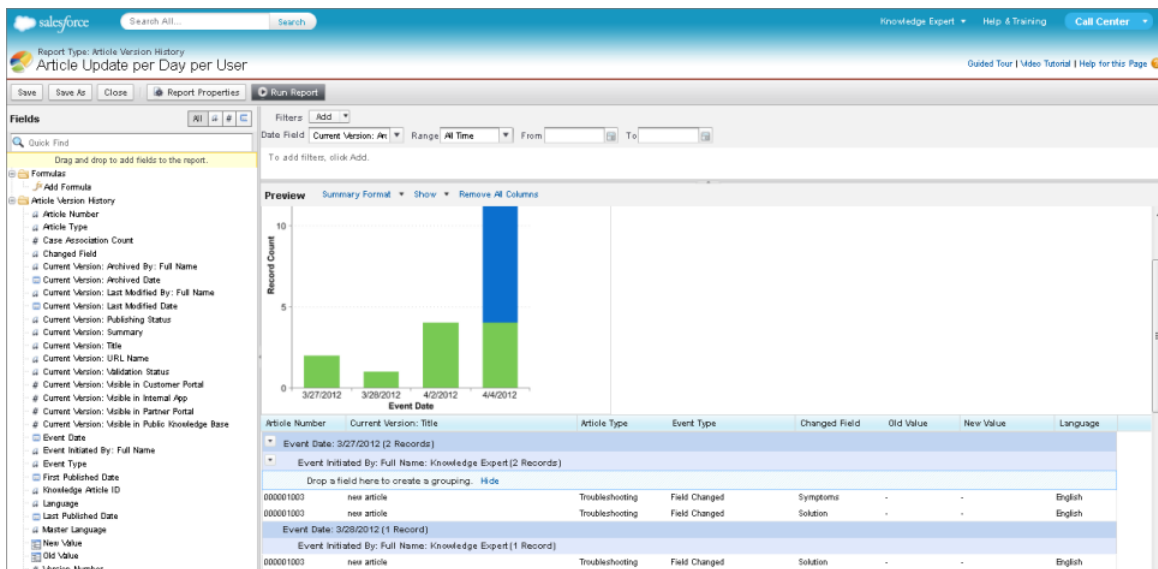 salesforce
Search All...
Search
Knowledge Expert
Help & Training
Call Center
Report Type: Article Version History
Article Update per Day per User
Guided Tour | Video Tutorial | Help for this Page
Save
Save As
Close
Report Properties
Run Report
Fields
All
#
Quick Find
Drag and drop to add fields to the report.
Formulas
Add Formula
Article Version History
Article Number
Article Type
# Case Association Count
Changed Field
Current Version: Archived By: Full Name
Current Version: Archived Date
Current Version: Last Modified By: Full Name
Current Version: Last Modified Date
Current Version: Publishing Status
Current Version: Summary
Current Version: Title
Current Version: URL Name
Current Version: Validation Status
# Current Version: Visible in Customer Portal
# Current Version: Visible in Internal App
# Current Version: Visible in Partner Portal
# Current Version: Visible in Public Knowledge Base
Event Date
Event Initiated By: Full Name
Event Type
First Published Date
Knowledge Article ID
Language
Last Published Date
Master Language
New Value
Old Value
# Version Number
Filters Add
Date Field Current Version: Arc Range All Time From To
To add filters, click Add.
Preview Summary Format Show Remove All Columns
Record Count
10
5
0
3/27/2012 3/28/2012 4/2/2012 4/4/2012
Event Date
Article Number Current Version: Title Article Type Event Type Changed Field Old Value New Value Language
Event Date: 3/27/2012 (2 Records)
Event Initiated By: Full Name: Knowledge Expert (2 Records)
Drop a field here to create a grouping. Hide
000001003 new article Troubleshooting Field Changed Symptoms - - English
000001003 new article Troubleshooting Field Changed Solution - - English
Event Date: 3/28/2012 (1 Record)
Event Initiated By: Full Name: Knowledge Expert (1 Record)
000001003 new article Troubleshooting Field Changed Solution - - English